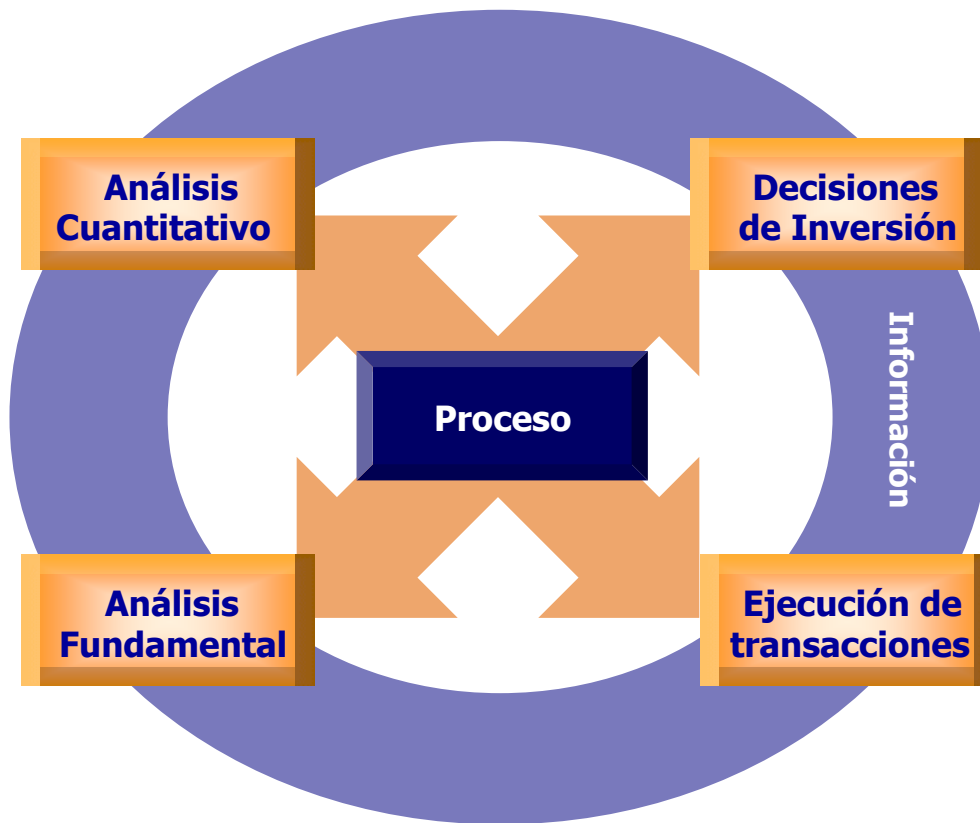 Análisis
Cuantitativo
Decisiones
de Inversión
Información
Proceso
Análisis
Fundamental
Ejecución de
transacciones